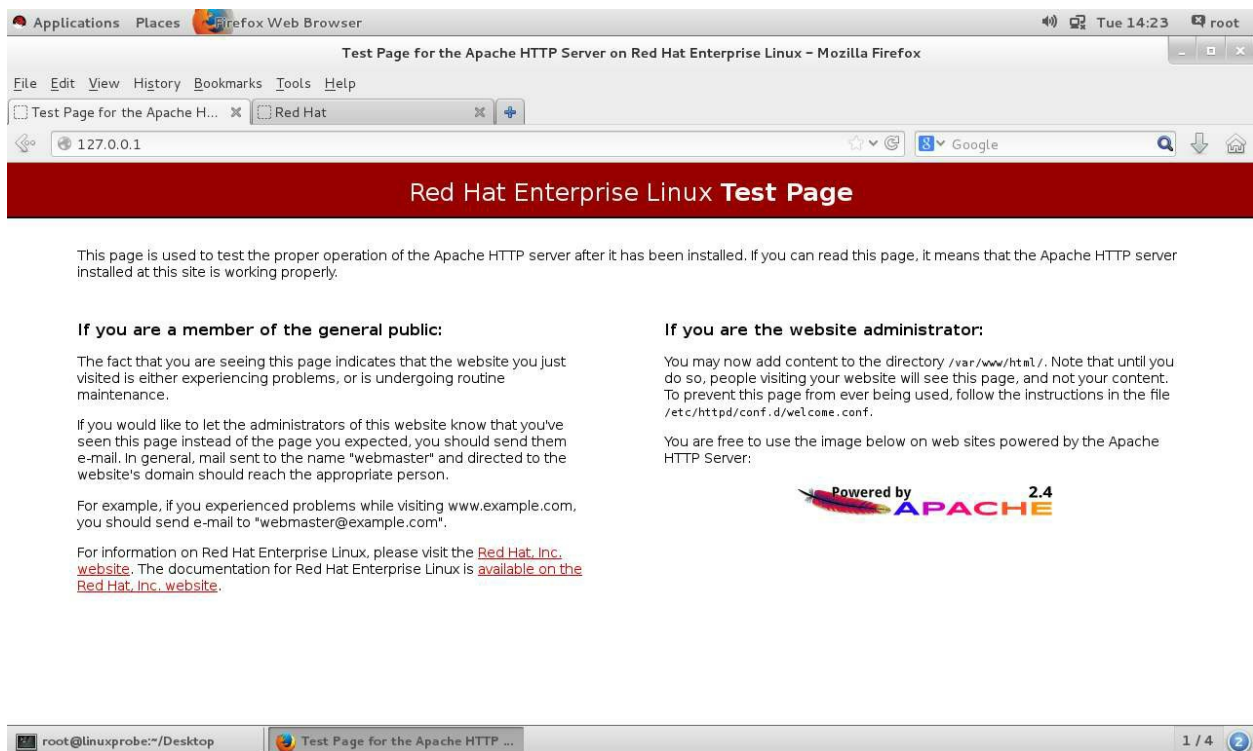 Applications Places Firefox Web Browser Tue 14:23 root
Test Page for the Apache HTTP Server on Red Hat Enterprise Linux - Mozilla Firefox
File Edit View History Bookmarks Tools Help
Test Page for the Apache H... Red Hat
127.0.0.1 Google
Red Hat Enterprise Linux Test Page
This page is used to test the proper operation of the Apache HTTP server after it has been installed. If you can read this page, it means that the Apache HTTP server
installed at this site is working properly.
If you are a member of the general public:
The fact that you are seeing this page indicates that the website you just
visited is either experiencing problems, or is undergoing routine
maintenance.
If you would like to let the administrators of this website know that you've
seen this page instead of the page you expected, you should send them
e-mail. In general, mail sent to the name "webmaster" and directed to the
website's domain should reach the appropriate person.
For example, if you experienced problems while visiting www.example.com,
you should send e-mail to "webmaster@example.com".
For information on Red Hat Enterprise Linux, please visit the Red Hat, Inc.
website. The documentation for Red Hat Enterprise Linux is available on the
Red Hat, Inc. website.
If you are the website administrator:
You may now add content to the directory /var/www/html/. Note that until you
do so, people visiting your website will see this page, and not your content.
To prevent this page from ever being used, follow the instructions in the file
/etc/httpd/conf.d/welcome.conf.
You are free to use the image below on web sites powered by the Apache
HTTP Server:
Powered by 2.4
APACHE
root@linuxprobe:~/Desktop Test Page for the Apache HTTP ... 1 / 4 2